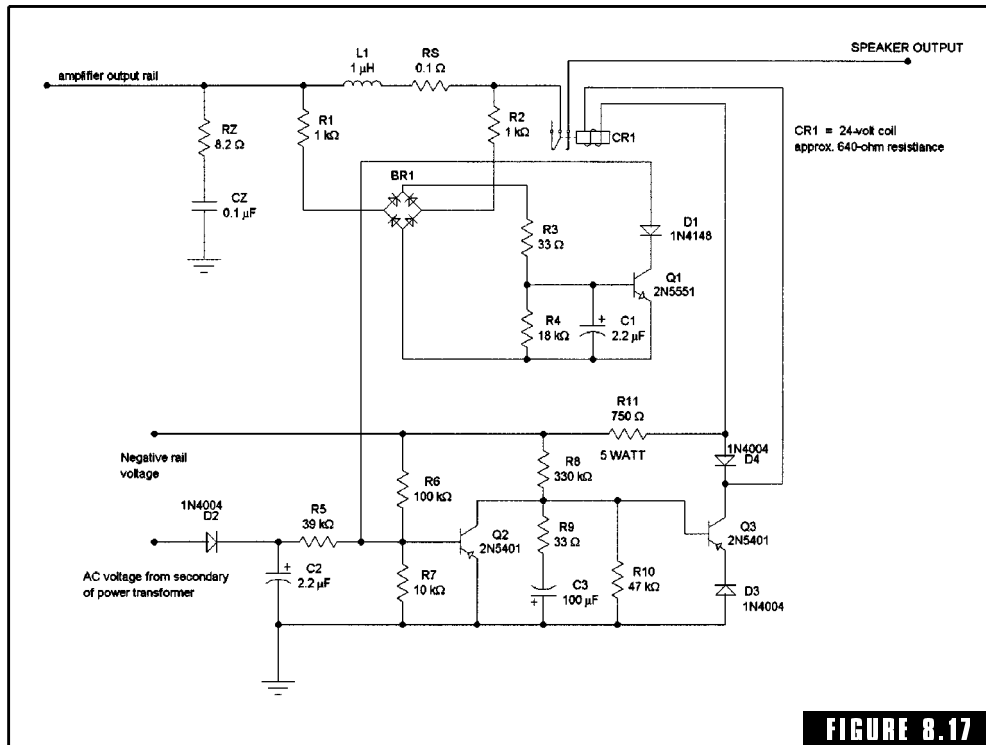 SPEAKER OUTPUT
L1
1 µH
RS
0.1 Ω
amplifier output rail
RZ
8.2 Ω
R1
1 kΩ
R2
1 kΩ
CR1
CR1 = 24-volt coil
approx. 640-ohm resistiance
BR1
CZ
0.1 µF
D1
1N4148
R3
33 Ω
Q1
2N5551
R4
18 kΩ
C1
2.2 µF
+
R11
750 Ω
5 WATT
Negative rail
voltage
1N4004
D4
R8
330 kΩ
R6
100 kΩ
1N4004
D2
R5
39 kΩ
Q2
2N5401
R9
33 Ω
Q3
2N5401
AC voltage from secondary
of power transformer
+
C2
2.2 µF
R7
10 kΩ
C3
100 µF
+
R10
47 kΩ
D3
1N4004
FIGURE 8.17